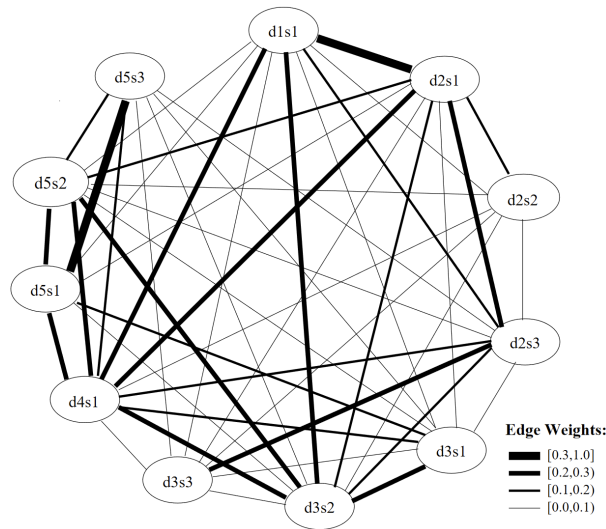 d1s1
d5s3
d2s1
d5s2
d2s2
d5s1
d2s3
d4s1
d3s1
d3s3
d3s2
Edge Weights:
[0.3,1.0]
[0.2,0.3)
[0.1,0.2)
[0.0,0.1)